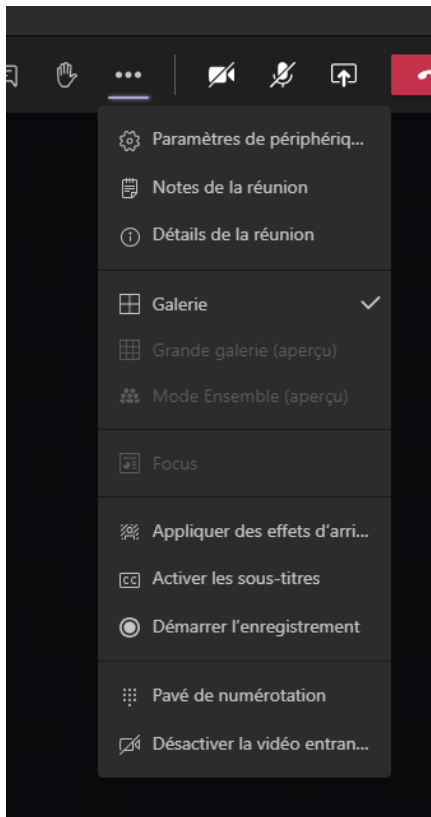 Paramètres de périphériq...
Notes de la réunion
Détails de la réunion
Galerie
Grande galerie (aperçu)
Mode Ensemble (aperçu)
Focus
Appliquer des effets d'arri...
CC Activer les sous-titres
Démarrer l'enregistrement
Pavé de numérotation
Désactiver la vidéo entran...